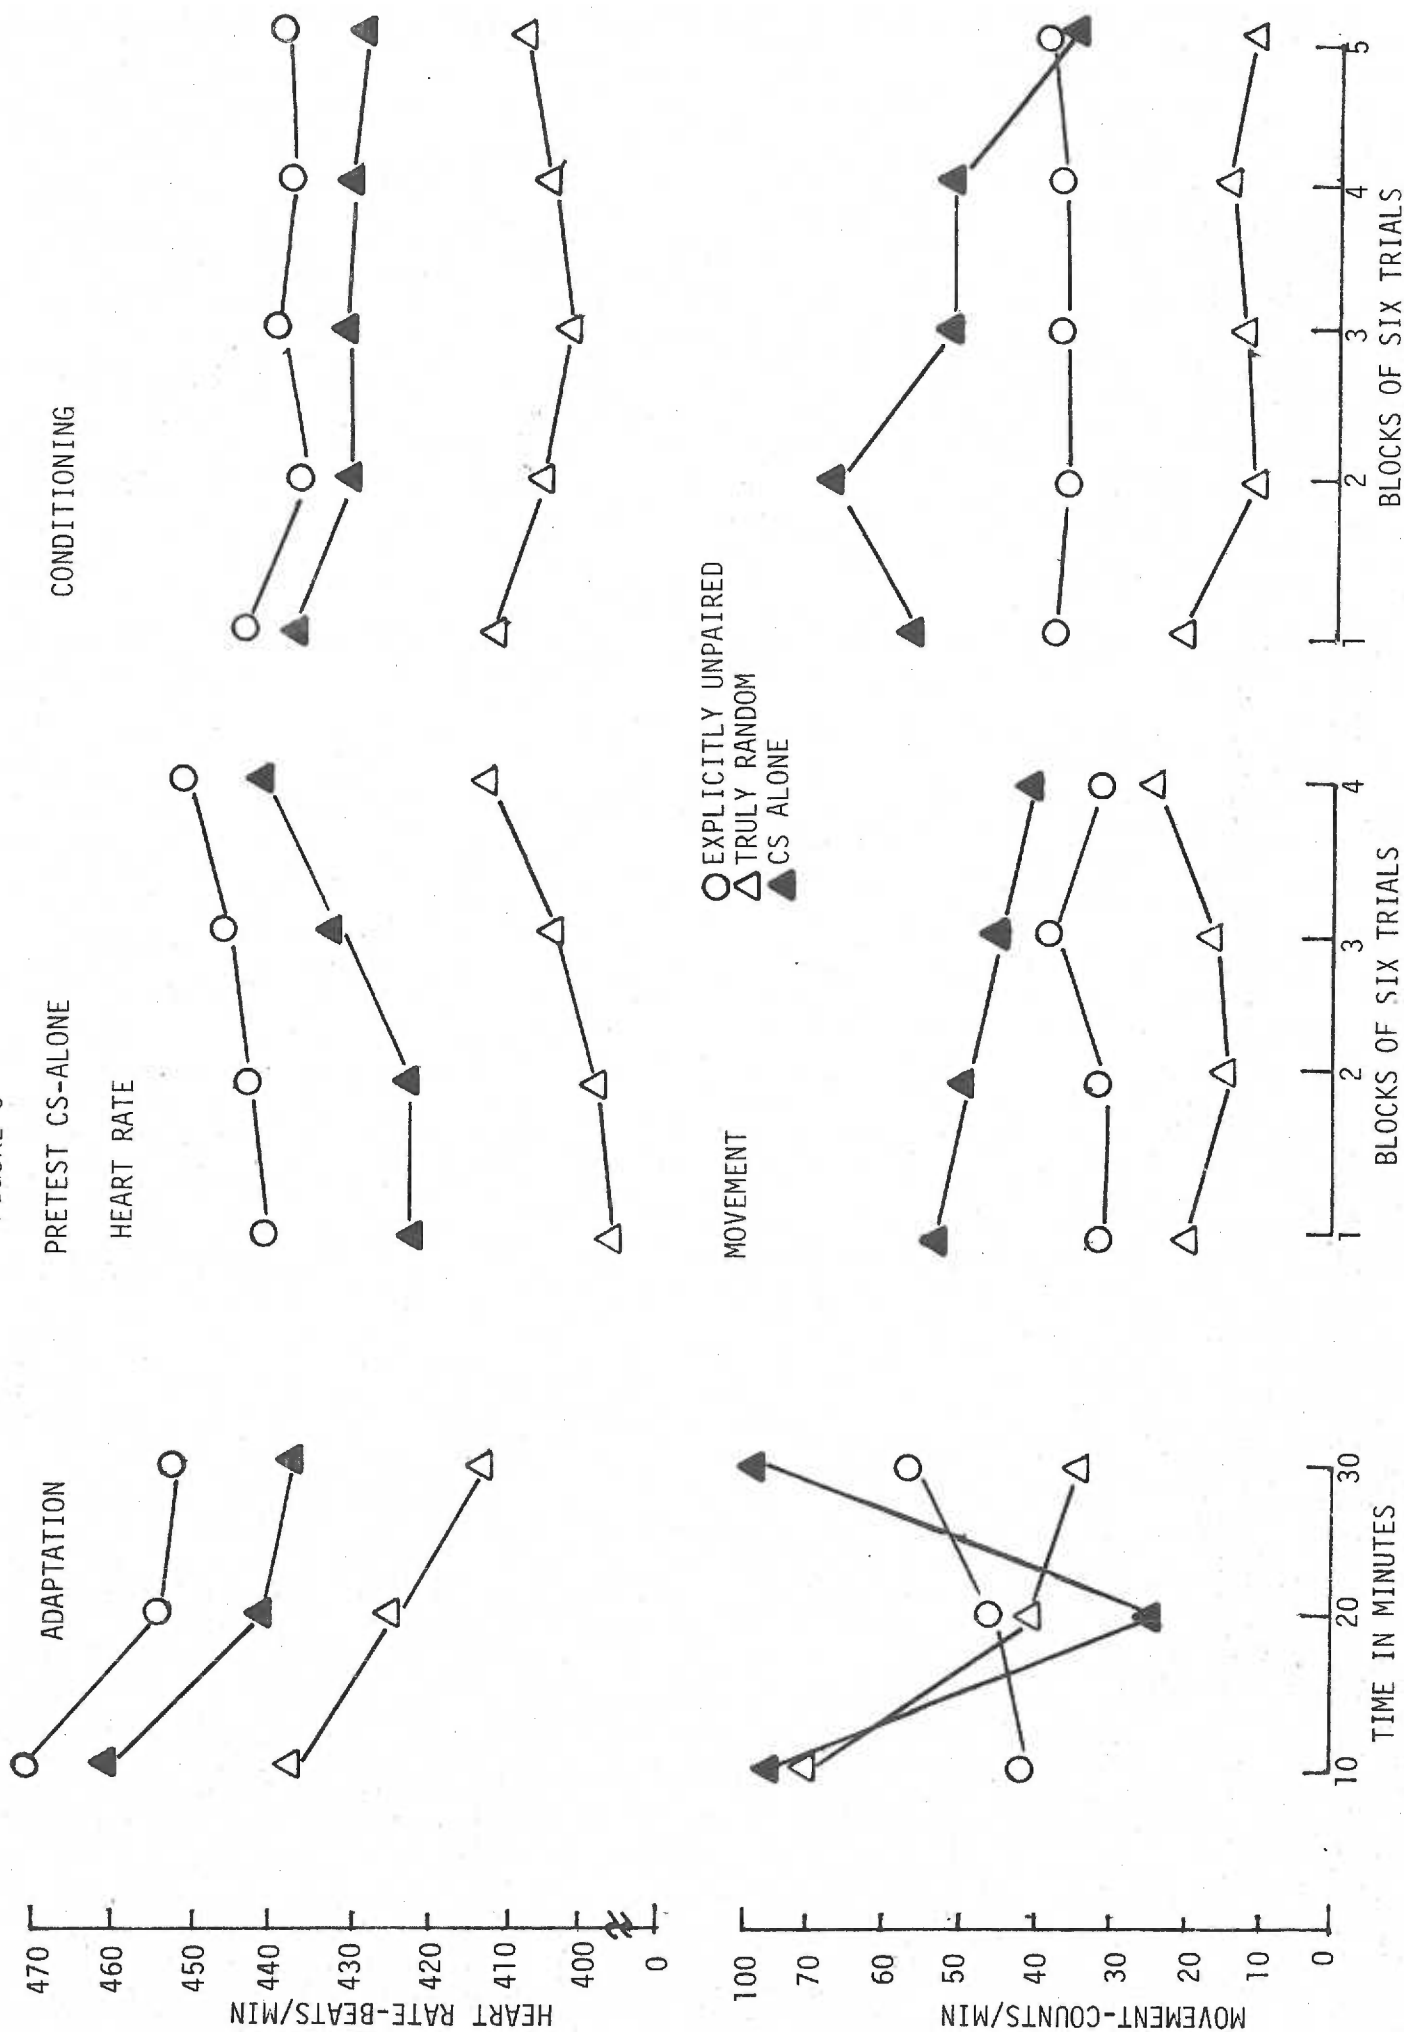 PRETEST CS-ALONE
HEART RATE
ADAPTATION
CONDITIONING
470
460
450
440
430
420
410
400
0
HEART RATE-BEATS/MIN
MOVEMENT
EXPLICITLY UNPAIRED
TRULY RANDOM
CS ALONE
100
70
60
50
40
30
20
10
0
MOVEMENT-COUNTS/MIN
10 20 30
TIME IN MINUTES
1 2 3 4
BLOCKS OF SIX TRIALS
1 2 3 4 5
BLOCKS OF SIX TRIALS